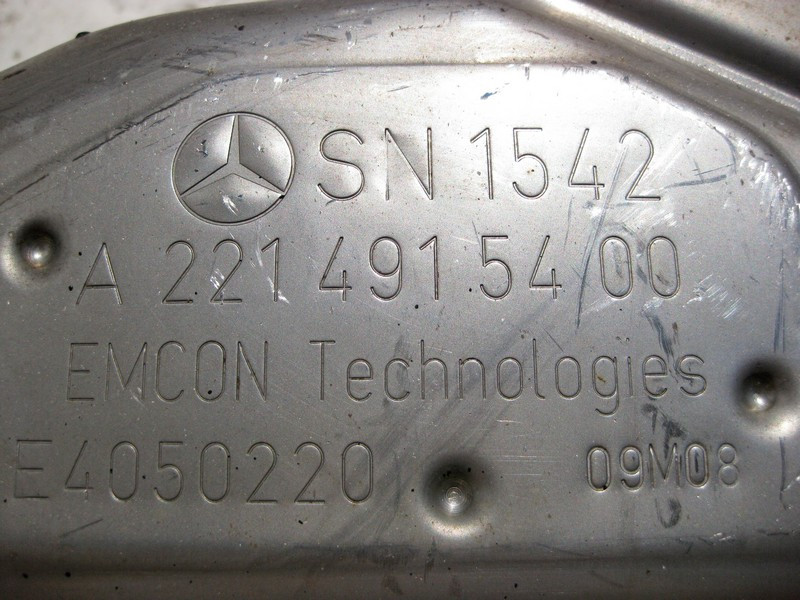 SN 1542
A 221 491 54 00
EMCON Technologies
E4050220 09M08